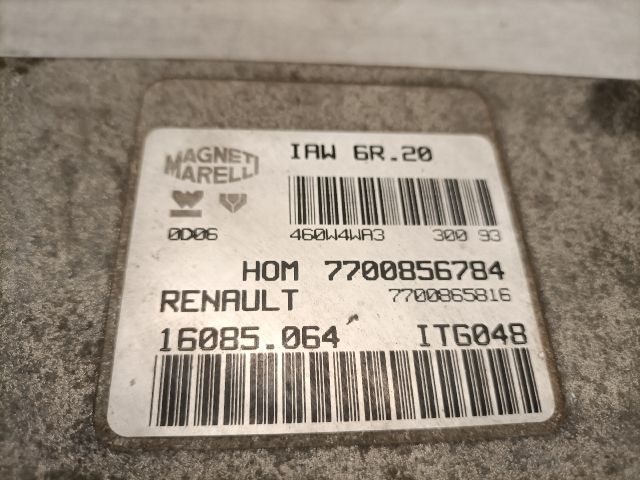 MAGNETI
MARELLI
IAW 6R.20
0D06
460W4WA3 300 93
HOM 7700856784
RENAULT 7700865816
16085.064 ITG048